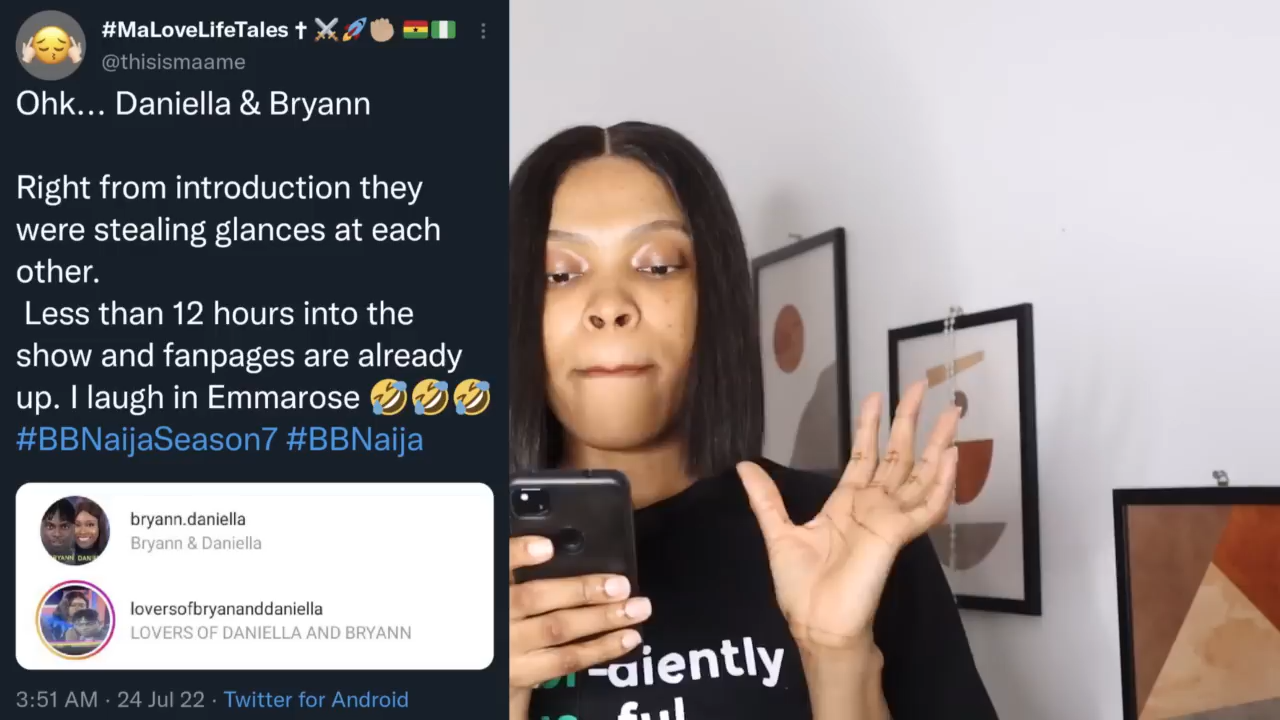 #MaLoveLifeTales ✝ ⚔️🚀✊🏼 🇬🇭🇳🇬
@thisismaame
Ohk... Daniella & Bryann
Right from introduction they
were stealing glances at each
other.
Less than 12 hours into the
show and fanpages are already
up. I laugh in Emmarose 🤣🤣🤣
#BBNaijaSeason7 #BBNaija
bryann.daniella
Bryann & Daniella
loversofbryananddaniella
LOVERS OF DANIELLA AND BRYANN
3:51 AM · 24 Jul 22 · Twitter for Android
-diently
ful